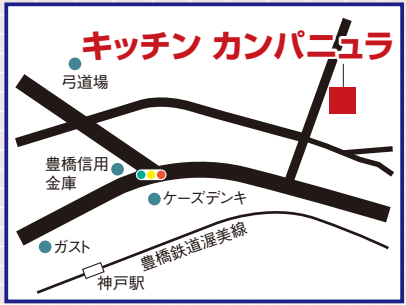 キッチン カンパニュラ
弓道場
豊橋信用
金庫
ケーズデンキ
ガスト
豊橋鉄道渥美線
神戸駅